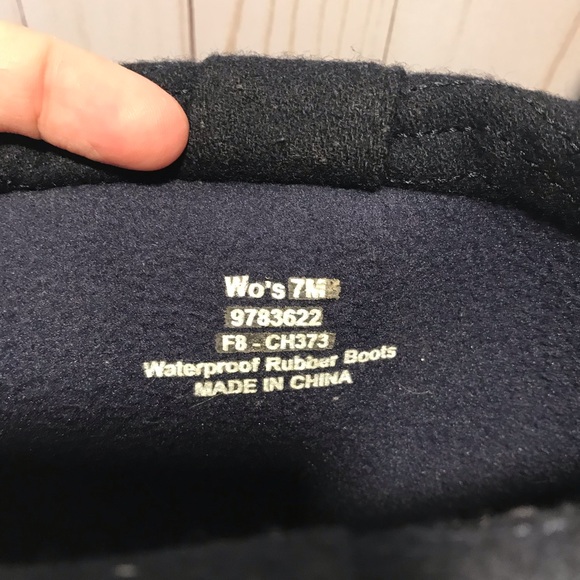 Wo's 7M
9783622
F8 - CH373
Waterproof Rubber Boots
MADE IN CHINA